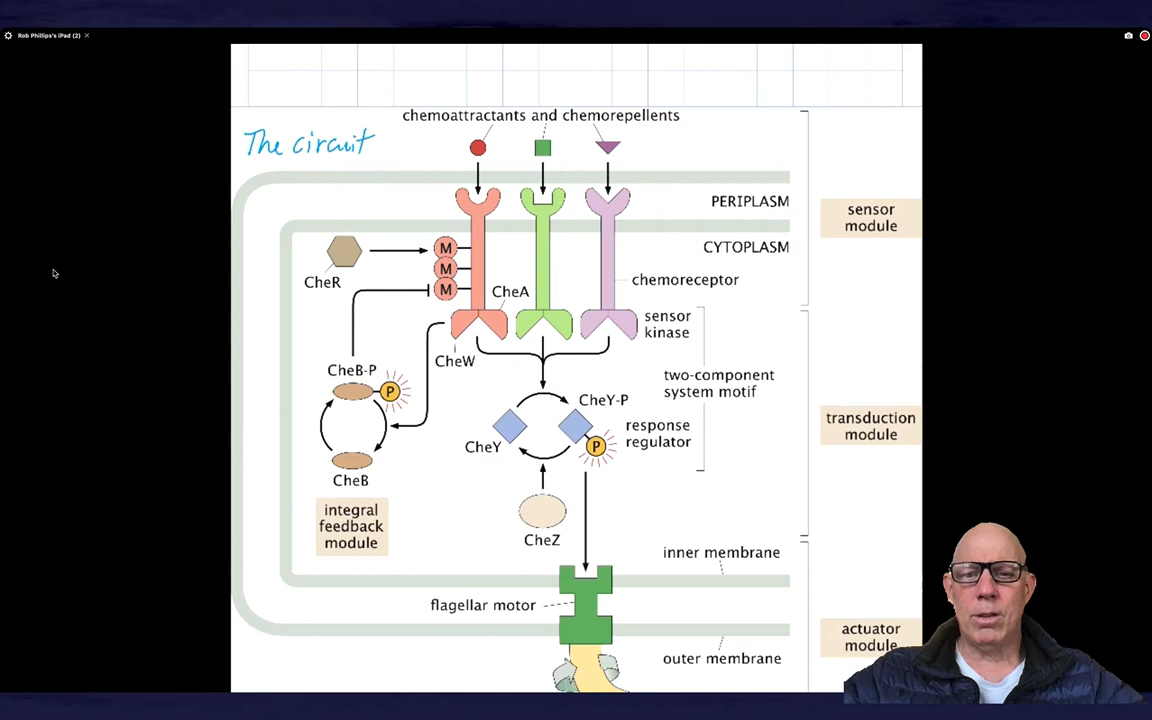 Rob Phillips's iPad (2)
chemoattractants and chemorepellents
The circuit
PERIPLASM
sensor
module
CYTOPLASM
M
M
M
CheR
chemoreceptor
CheA
sensor
kinase
CheW
CheB-P
P
two-component
system motif
CheY-P
response
regulator
CheY
P
transduction
module
CheB
integral
feedback
module
CheZ
inner membrane
flagellar motor
actuator
module
outer membrane